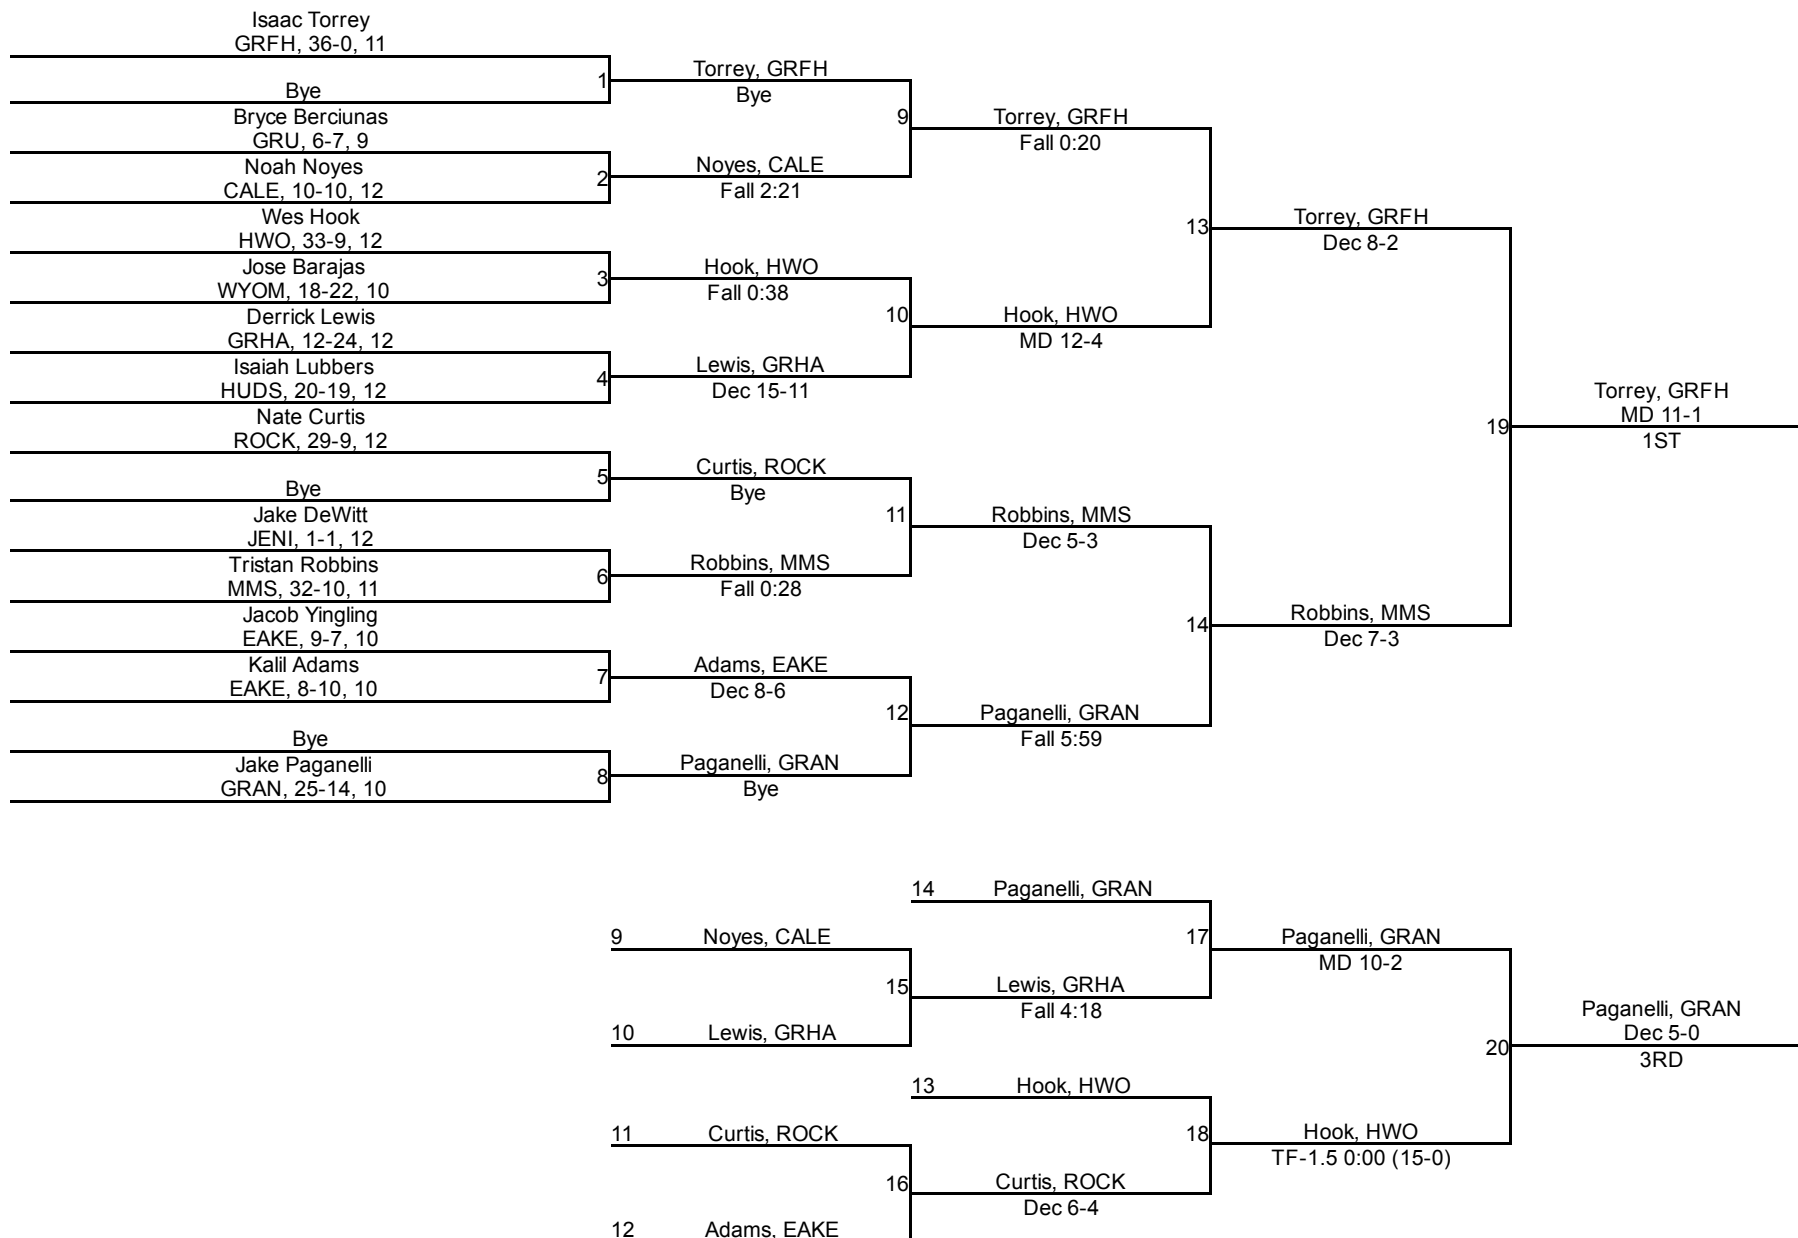 Isaac Torrey
GRFH, 36-0, 11
Bye
Bryce Berciunas
GRU, 6-7, 9
Noah Noyes
CALE, 10-10, 12
Wes Hook
HWO, 33-9, 12
Jose Barajas
WYOM, 18-22, 10
Derrick Lewis
GRHA, 12-24, 12
Isaiah Lubbers
HUDS, 20-19, 12
Nate Curtis
ROCK, 29-9, 12
Bye
Jake DeWitt
JENI, 1-1, 12
Tristan Robbins
MMS, 32-10, 11
Jacob Yingling
EAKE, 9-7, 10
Kalil Adams
EAKE, 8-10, 10
Bye
Jake Paganelli
GRAN, 25-14, 10
1
2
3
4
5
6
7
8
Torrey, GRFH
Bye
Noyes, CALE
Fall 2:21
Hook, HWO
Fall 0:38
Lewis, GRHA
Dec 15-11
Curtis, ROCK
Bye
Robbins, MMS
Fall 0:28
Adams, EAKE
Dec 8-6
Paganelli, GRAN
Bye
9
10
11
12
Torrey, GRFH
Fall 0:20
Hook, HWO
MD 12-4
Robbins, MMS
Dec 5-3
Paganelli, GRAN
Fall 5:59
13
14
Torrey, GRFH
Dec 8-2
Robbins, MMS
Dec 7-3
19
Torrey, GRFH
MD 11-1
1ST
9 Noyes, CALE
10 Lewis, GRHA
11 Curtis, ROCK
12 Adams, EAKE
15
16
14 Paganelli, GRAN
Lewis, GRHA
Fall 4:18
13 Hook, HWO
Curtis, ROCK
Dec 6-4
17
18
Paganelli, GRAN
MD 10-2
Hook, HWO
TF-1.5 0:00 (15-0)
20
Paganelli, GRAN
Dec 5-0
3RD